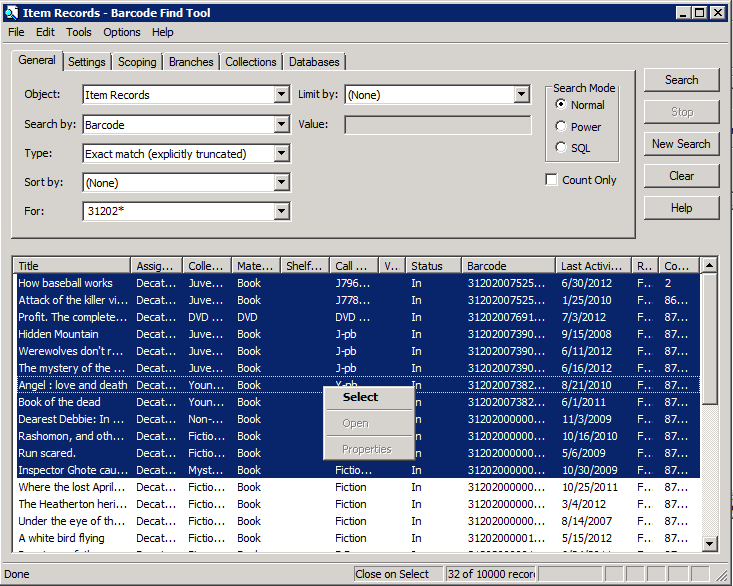 Item Records - Barcode Find Tool
File Edit Tools Options Help
General Settings Scoping Branches Collections Databases
Object: Item Records Limit by: (None) Search Mode Search
Search by: Barcode Value: Normal Stop
Type: Exact match (explicitly truncated) Power New Search
Sort by: (None) SQL Clear
For: 31202* Count Only Help
Title Assig... Colle... Mate... Shelf... Call ... V... Status Barcode Last Activi... R... Co...
How baseball works Decat... Juve... Book J796... In 31202007525... 6/30/2012 F... 2
Attack of the killer vi... Decat... Juve... Book J778... In 31202007525... 1/25/2010 F... 86...
Profit. The complete... Decat... DVD ... DVD DVD ... In 31202007691... 7/3/2012 F... 87...
Hidden Mountain Decat... Juve... Book J-pb In 31202007390... 9/15/2008 F... 87...
Werewolves don't r... Decat... Juve... Book J-pb In 31202007390... 6/11/2012 F... 87...
The mystery of the ... Decat... Juve... Book J-pb In 31202007390... 6/16/2012 F... 87...
Angel : love and death Decat... Youn... Book Y-pb In 31202007382... 8/21/2010 F... 87...
Book of the dead Decat... Youn... Book In 31202007382... 6/1/2011 F... 87...
Dearest Debbie: In ... Decat... Non-... Book In 31202000000... 11/3/2009 F... 87...
Rashomon, and oth... Decat... Fictio... Book In 31202000000... 10/16/2010 F... 87...
Run scared. Decat... Fictio... Book In 31202000000... 5/6/2009 F... 87...
Inspector Ghote cau... Decat... Myst... Book Fictio... In 31202000000... 10/30/2009 F... 87...
Where the lost April... Decat... Fictio... Book Fiction In 31202000000... 10/25/2011 F... 87...
The Heatherton heri... Decat... Fictio... Book Fiction In 31202000000... 3/4/2012 F... 87...
Under the eye of th... Decat... Fictio... Book Fiction In 31202000000... 8/14/2007 F... 87...
A white bird flying Decat... Fictio... Book Fiction In 31202000001... 5/15/2012 F... 87...
Select
Open
Properties
Done Close on Select 32 of 10000 recor